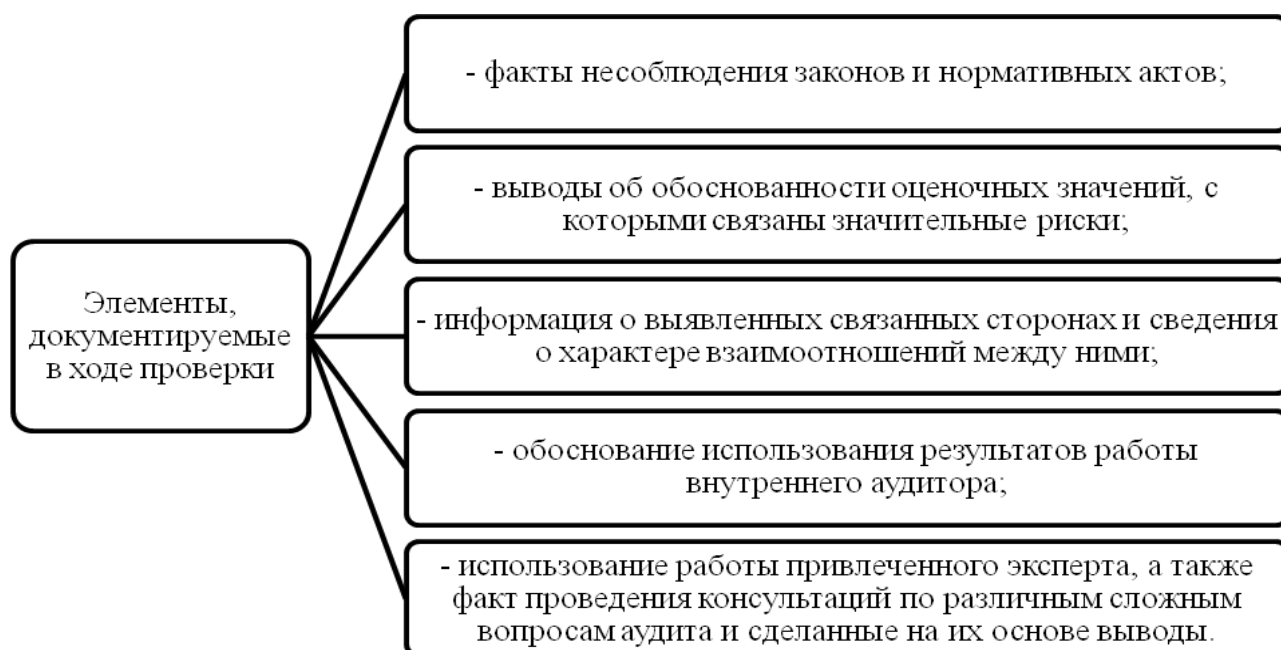 Элементы,
документируемые
в ходе проверки
- факты несоблюдения законов и нормативных актов;
- выводы об обоснованности оценочных значений, с
которыми связаны значительные риски;
- информация о выявленных связанных сторонах и сведения
о характере взаимоотношений между ними;
- обоснование использования результатов работы
внутреннего аудитора;
- использование работы привлеченного эксперта, а также
факт проведения консультаций по различным сложным
вопросам аудита и сделанные на их основе выводы.